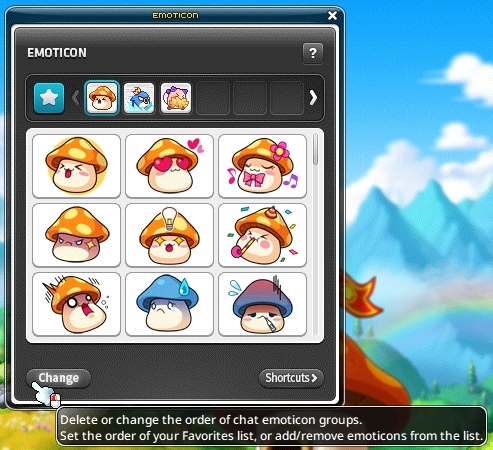 EMOTICON
EMOTICON
?
Change
Shortcuts
Delete or change the order of chat emoticon groups.
Set the order of your Favorites list, or add/remove emoticons from the list.